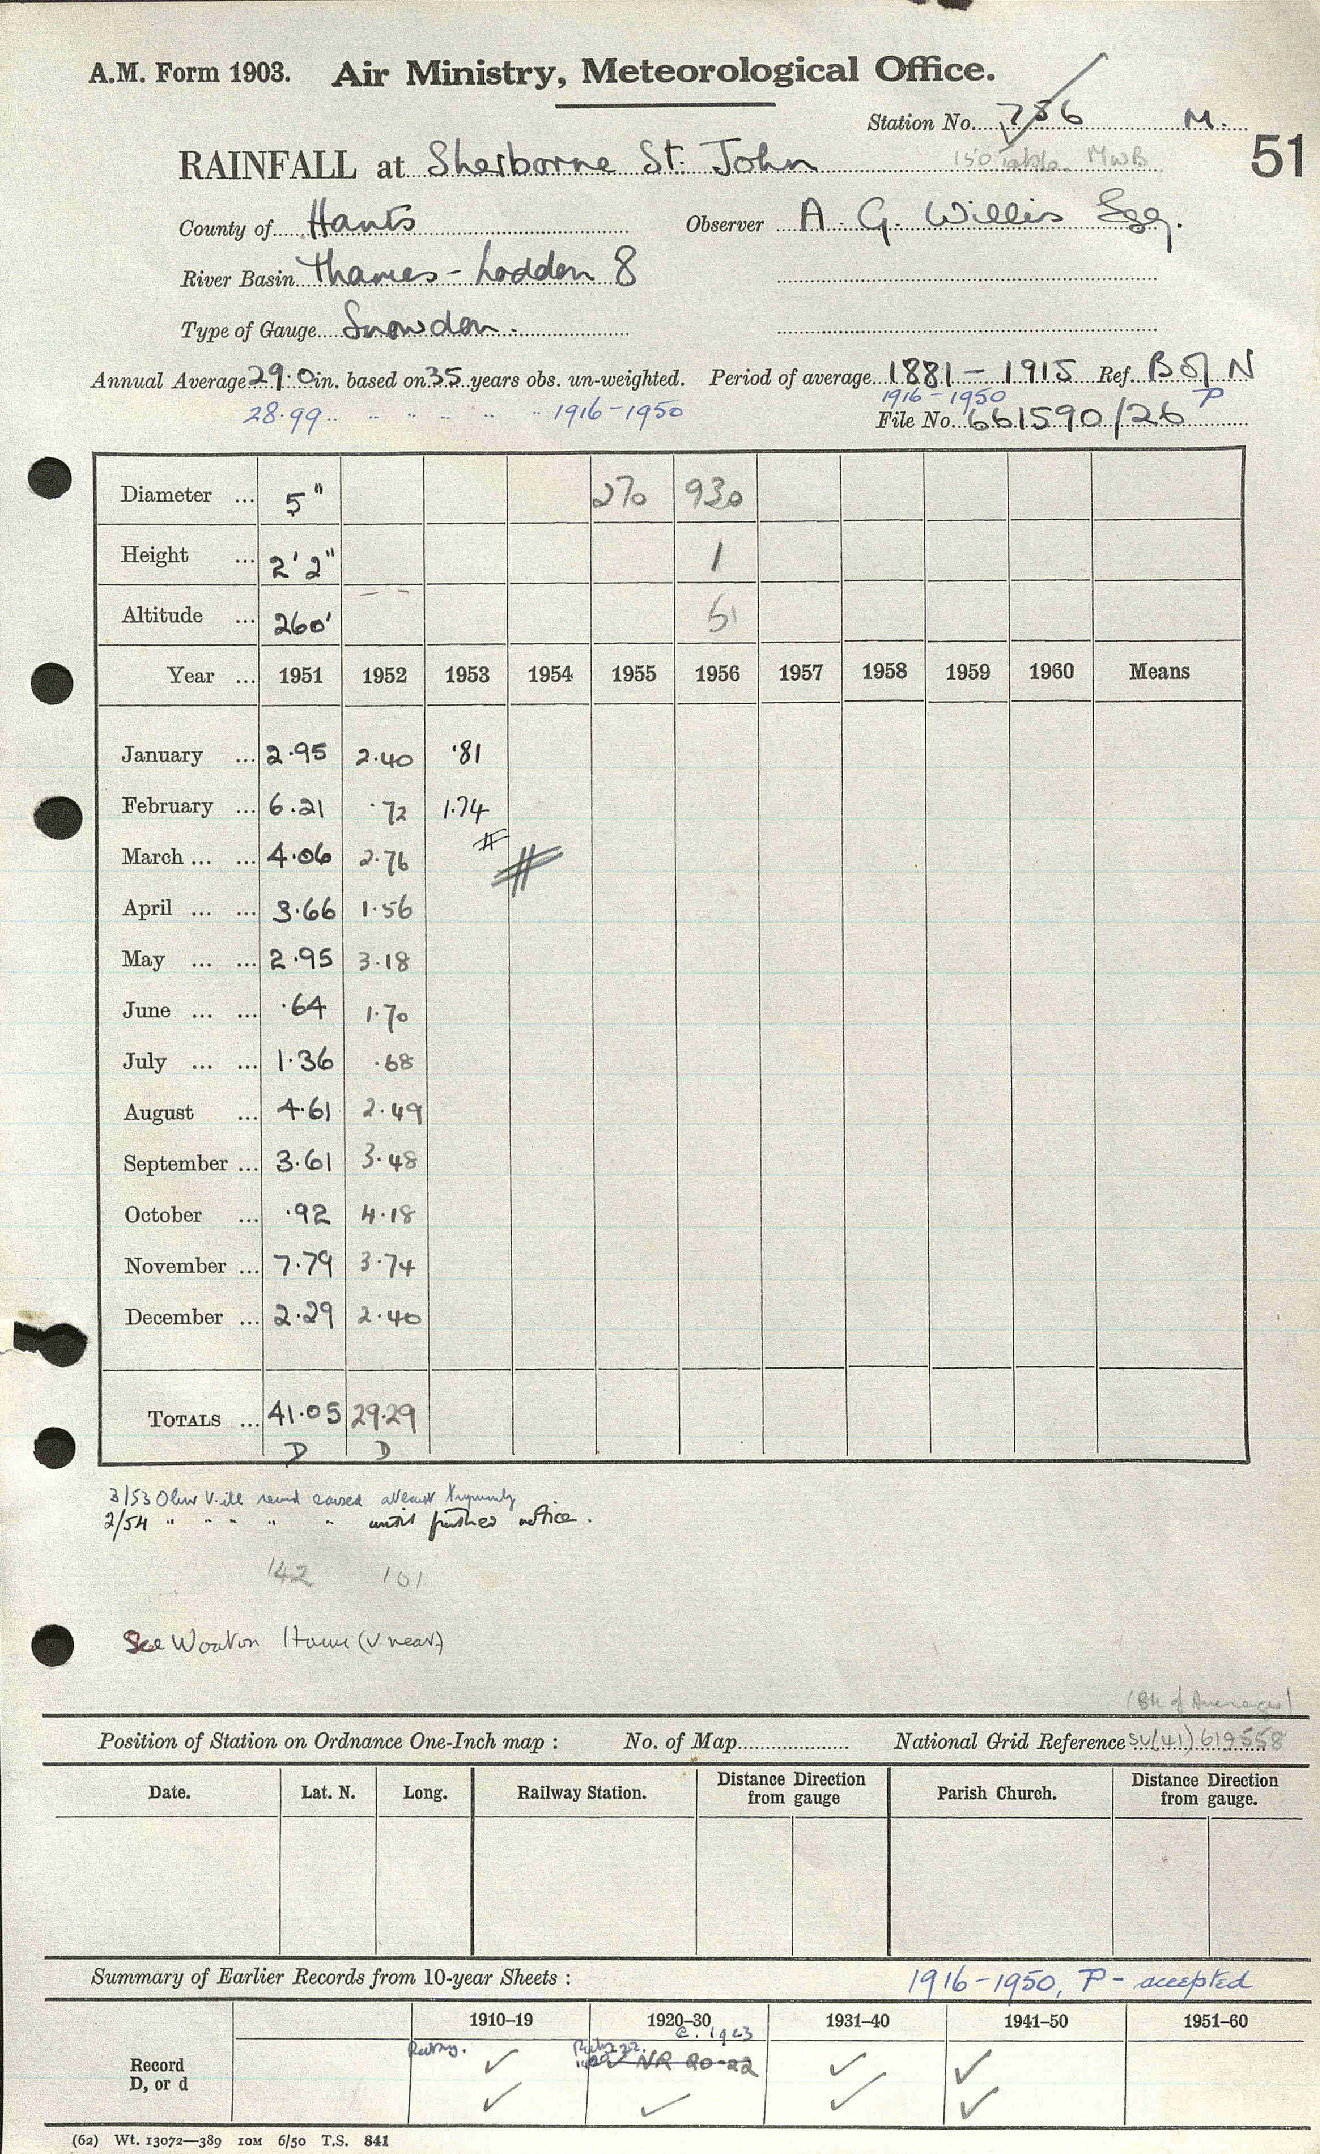 A.M. Form 1903. Air Ministry, Meteorological Office.
Station No. 756 M.
RAINFALL at Sherborne St. John MWB 51
County of Hants Observer A. G. Willis Esq.
River Basin Thames - Loddon 8
Type of Gauge Snowdon.
Annual Average 29.0 in. based on 35 years obs. un-weighted. Period of average 1881 - 1915 Ref. B of N
28.99 " " " " " 1916-1950 1916-1950 P
File No. 661590/26
Diameter ... 5" 270 930
Height ... 2' 2" 1
Altitude ... 260' 51
Year ... 1951 1952 1953 1954 1955 1956 1957 1958 1959 1960 Means
January ... 2.95 2.40 .81
February ... 6.21 .72 1.74
March ... ... 4.06 2.76 #
April ... ... 3.66 1.56
May ... ... 2.95 3.18
June ... ... .64 1.70
July ... ... 1.36 .68
August ... 4.61 2.49
September ... 3.61 3.48
October ... .92 4.18
November ... 7.79 3.74
December ... 2.29 2.40
TOTALS ... 41.05 29.29
D D
3/53 Obsr V. ill record ceased
2/54 " " " " " until further notice.
142 101
See Wootton House (V near)
(Bk of Averages)
Position of Station on Ordnance One-Inch map : No. of Map National Grid Reference SU(41) 619558
Date. Lat. N. Long. Railway Station. Distance Direction from gauge Parish Church. Distance Direction from gauge.
Summary of Earlier Records from 10-year Sheets : 1916-1950, P - accepted
1910-19 1920-30 1931-40 1941-50 1951-60
c. 1923
Record ✓ ✓ NR 20-22 ✓ ✓
D, or d ✓ ✓ ✓ ✓
(62) Wt. 13072—389 10M 6/50 T.S. 841